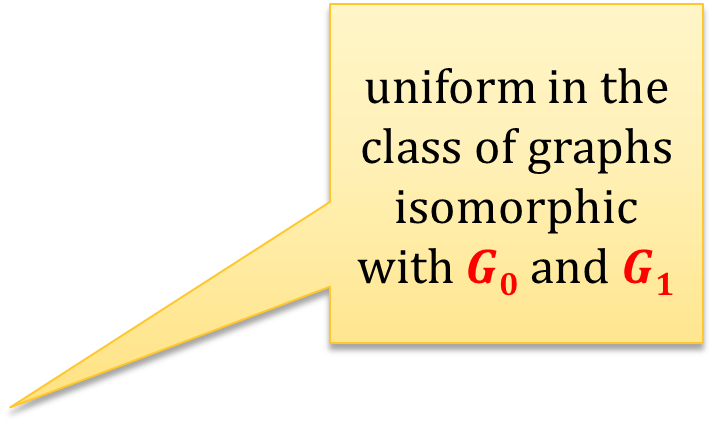 uniform in the
class of graphs
isomorphic
with G₀ and G₁